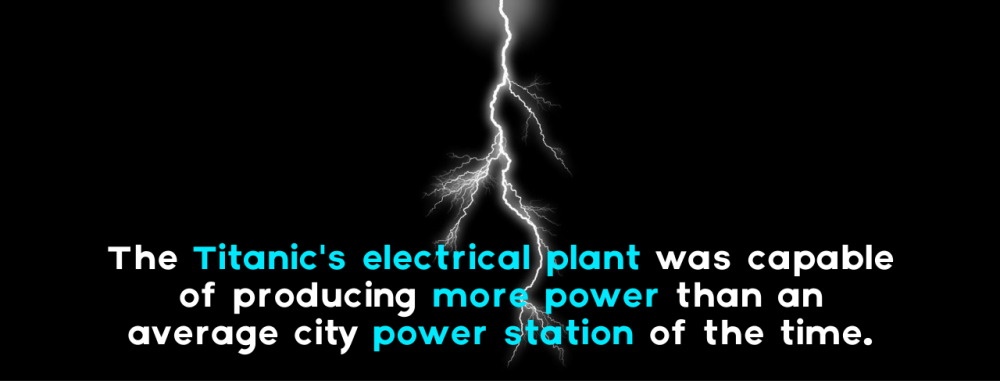 The Titanic's electrical plant was capable
of producing more power than an
average city power station of the time.